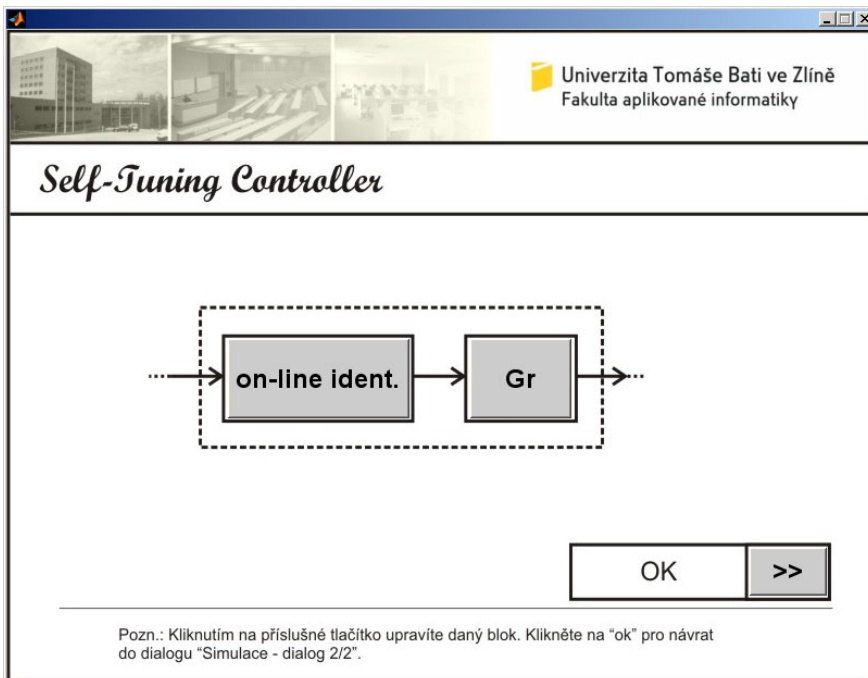 Univerzita Tomáše Bati ve Zlíně
Fakulta aplikované informatiky
Self-Tuning Controller
on-line ident.
Gr
OK
>>
Pozn.: Kliknutím na příslušné tlačítko upravíte daný blok. Klikněte na “ok” pro návrat
do dialogu “Simulace - dialog 2/2”.